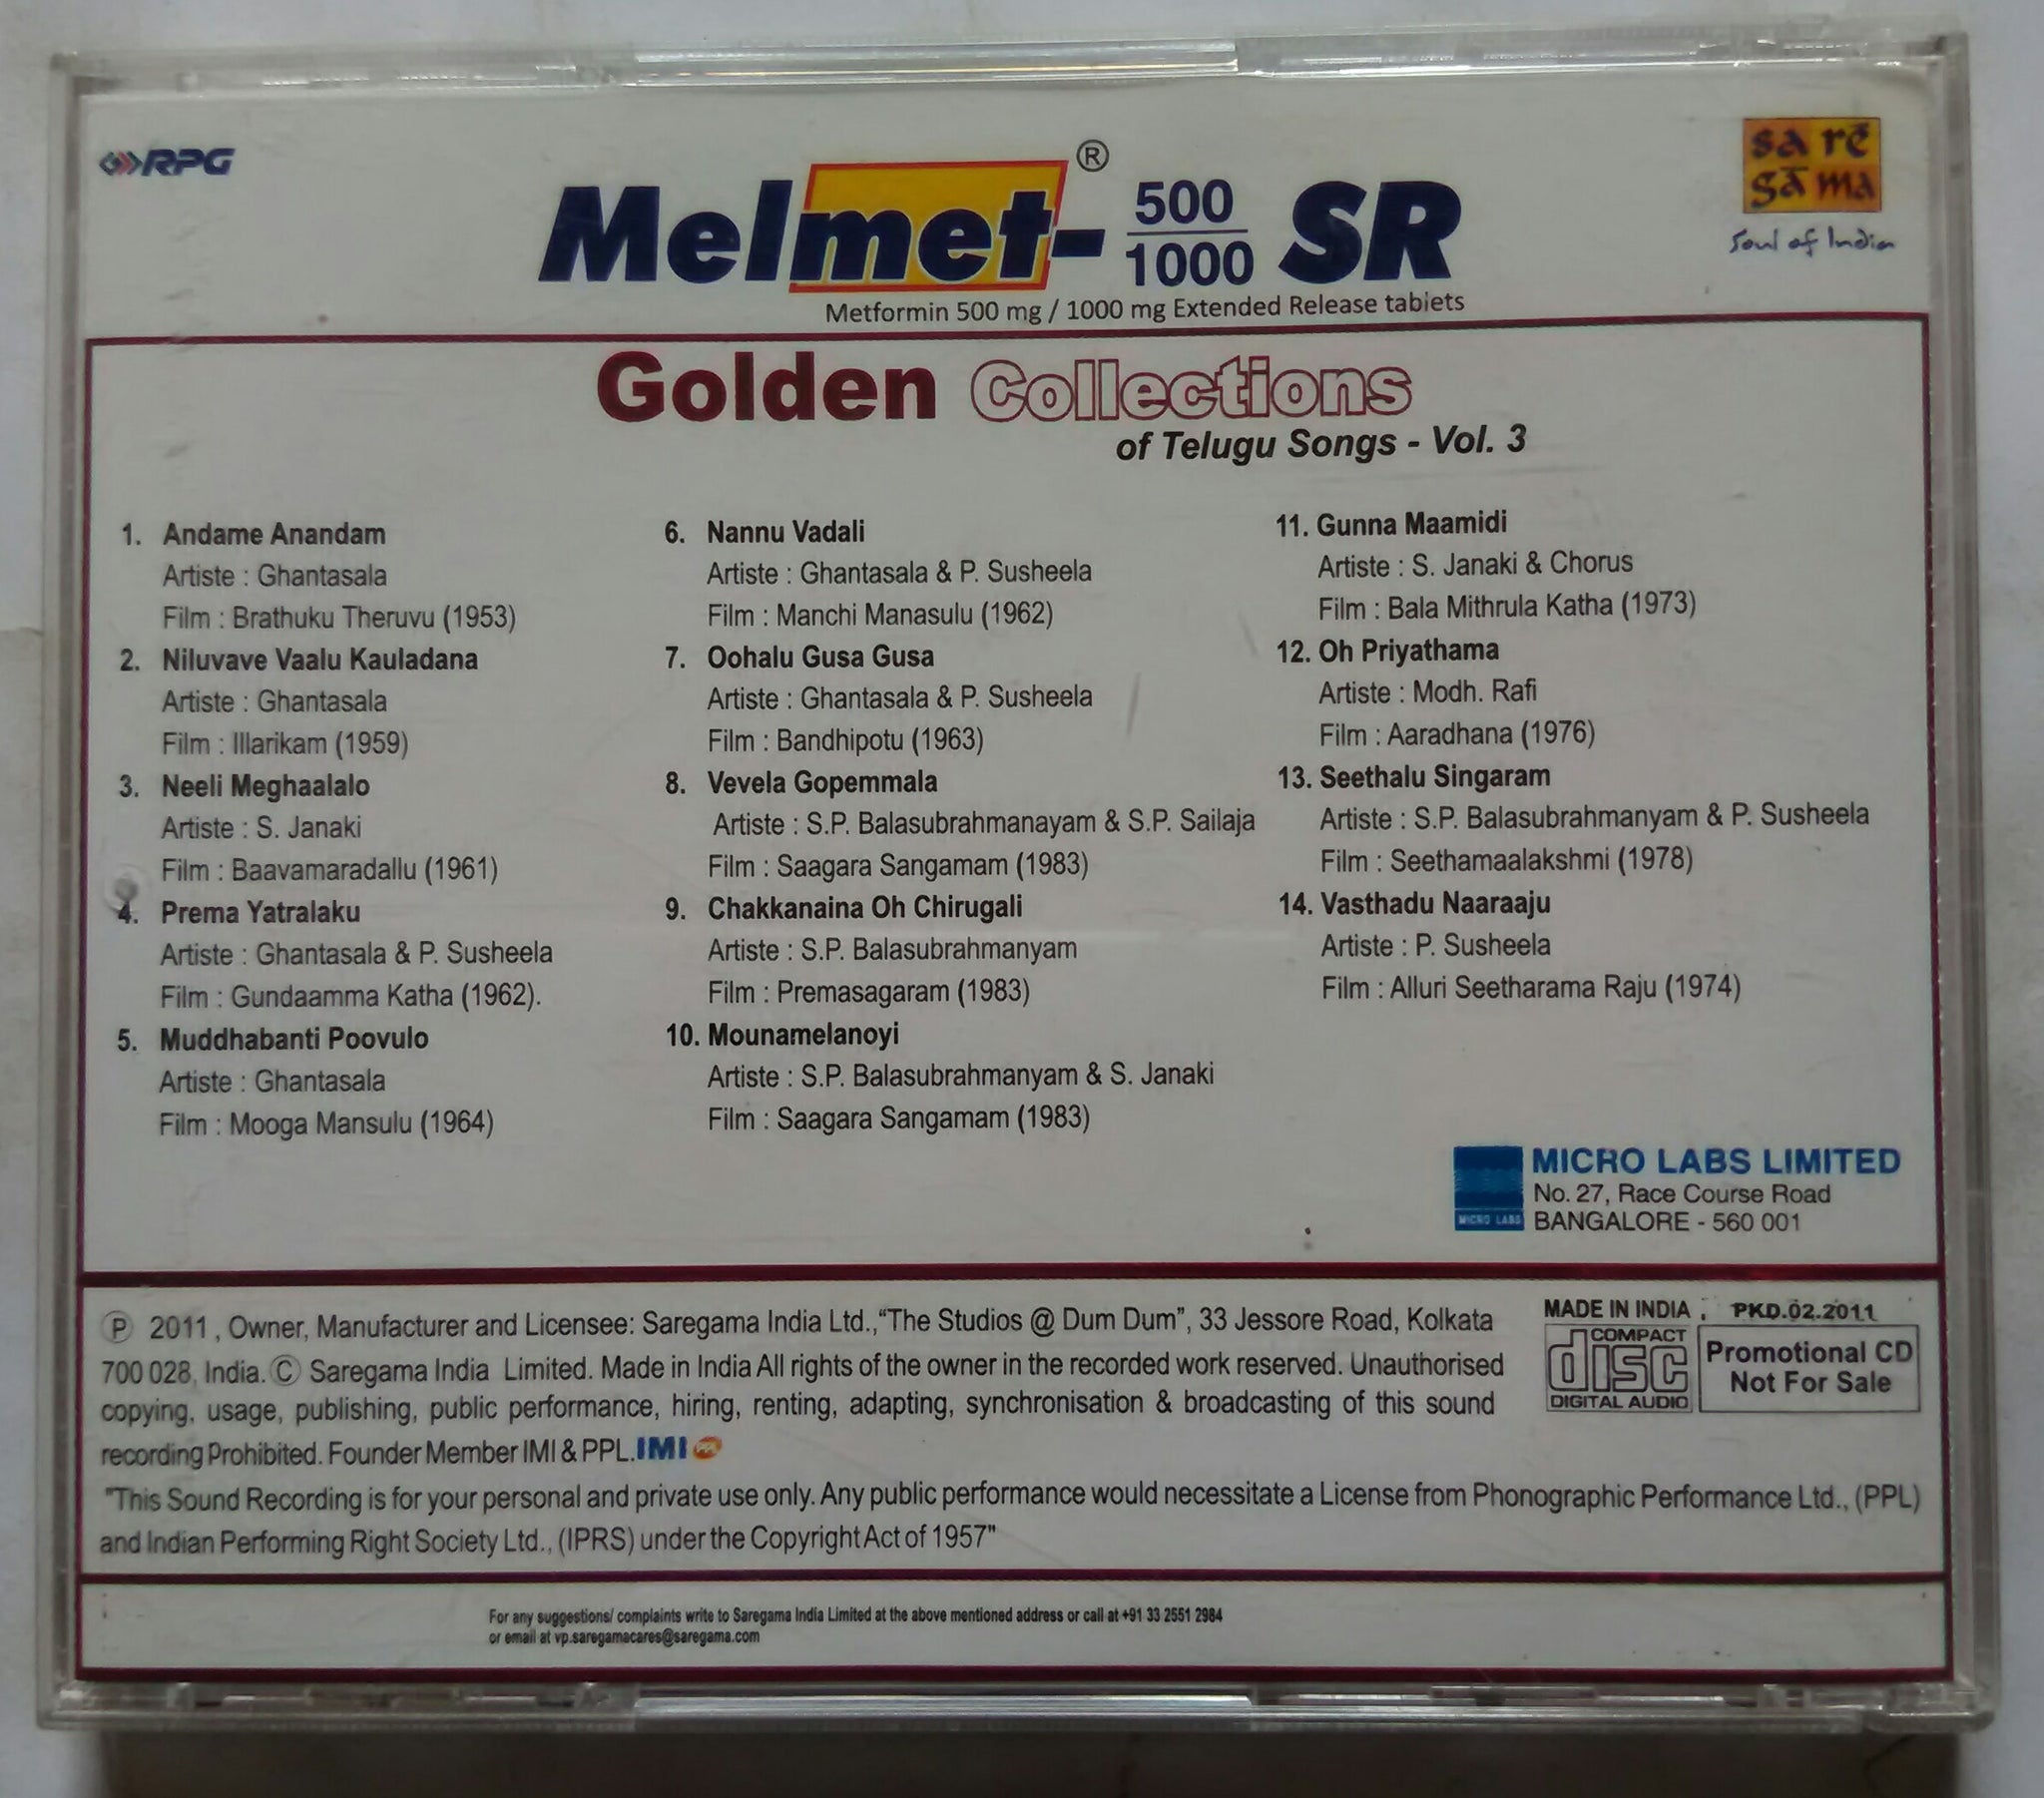 RPG
Melmet-® 500/1000 SR
Metformin 500 mg / 1000 mg Extended Release tablets
sa re
ga ma
Soul of India
Golden Collections
of Telugu Songs - Vol. 3
1. Andame Anandam
Artiste : Ghantasala
Film : Brathuku Theruvu (1953)
2. Niluvave Vaalu Kauladana
Artiste : Ghantasala
Film : Illarikam (1959)
3. Neeli Meghaalalo
Artiste : S. Janaki
Film : Baavamaradallu (1961)
4. Prema Yatralaku
Artiste : Ghantasala & P. Susheela
Film : Gundaamma Katha (1962).
5. Muddhabanti Poovulo
Artiste : Ghantasala
Film : Mooga Mansulu (1964)
6. Nannu Vadali
Artiste : Ghantasala & P. Susheela
Film : Manchi Manasulu (1962)
7. Oohalu Gusa Gusa
Artiste : Ghantasala & P. Susheela
Film : Bandhipotu (1963)
8. Vevela Gopemmala
Artiste : S.P. Balasubrahmanayam & S.P. Sailaja
Film : Saagara Sangamam (1983)
9. Chakkanaina Oh Chirugali
Artiste : S.P. Balasubrahmanyam
Film : Premasagaram (1983)
10. Mounamelanoyi
Artiste : S.P. Balasubrahmanyam & S. Janaki
Film : Saagara Sangamam (1983)
11. Gunna Maamidi
Artiste : S. Janaki & Chorus
Film : Bala Mithrula Katha (1973)
12. Oh Priyathama
Artiste : Modh. Rafi
Film : Aaradhana (1976)
13. Seethalu Singaram
Artiste : S.P. Balasubrahmanyam & P. Susheela
Film : Seethamaalakshmi (1978)
14. Vasthadu Naaraaju
Artiste : P. Susheela
Film : Alluri Seetharama Raju (1974)
MICRO LABS
MICRO LABS LIMITED
No. 27, Race Course Road
BANGALORE - 560 001
Ⓟ 2011 , Owner, Manufacturer and Licensee: Saregama India Ltd.,“The Studios @ Dum Dum”, 33 Jessore Road, Kolkata
700 028, India. Ⓒ Saregama India Limited. Made in India All rights of the owner in the recorded work reserved. Unauthorised
copying, usage, publishing, public performance, hiring, renting, adapting, synchronisation & broadcasting of this sound
recording Prohibited. Founder Member IMI & PPL. IMI PPL
"This Sound Recording is for your personal and private use only. Any public performance would necessitate a License from Phonographic Performance Ltd., (PPL)
and Indian Performing Right Society Ltd., (IPRS) under the Copyright Act of 1957"
MADE IN INDIA ; PKD.02.2011
COMPACT
disc
DIGITAL AUDIO
Promotional CD
Not For Sale
For any suggestions/ complaints write to Saregama India Limited at the above mentioned address or call at +91 33 2551 2984
or email at vp.saregamacares@saregama.com